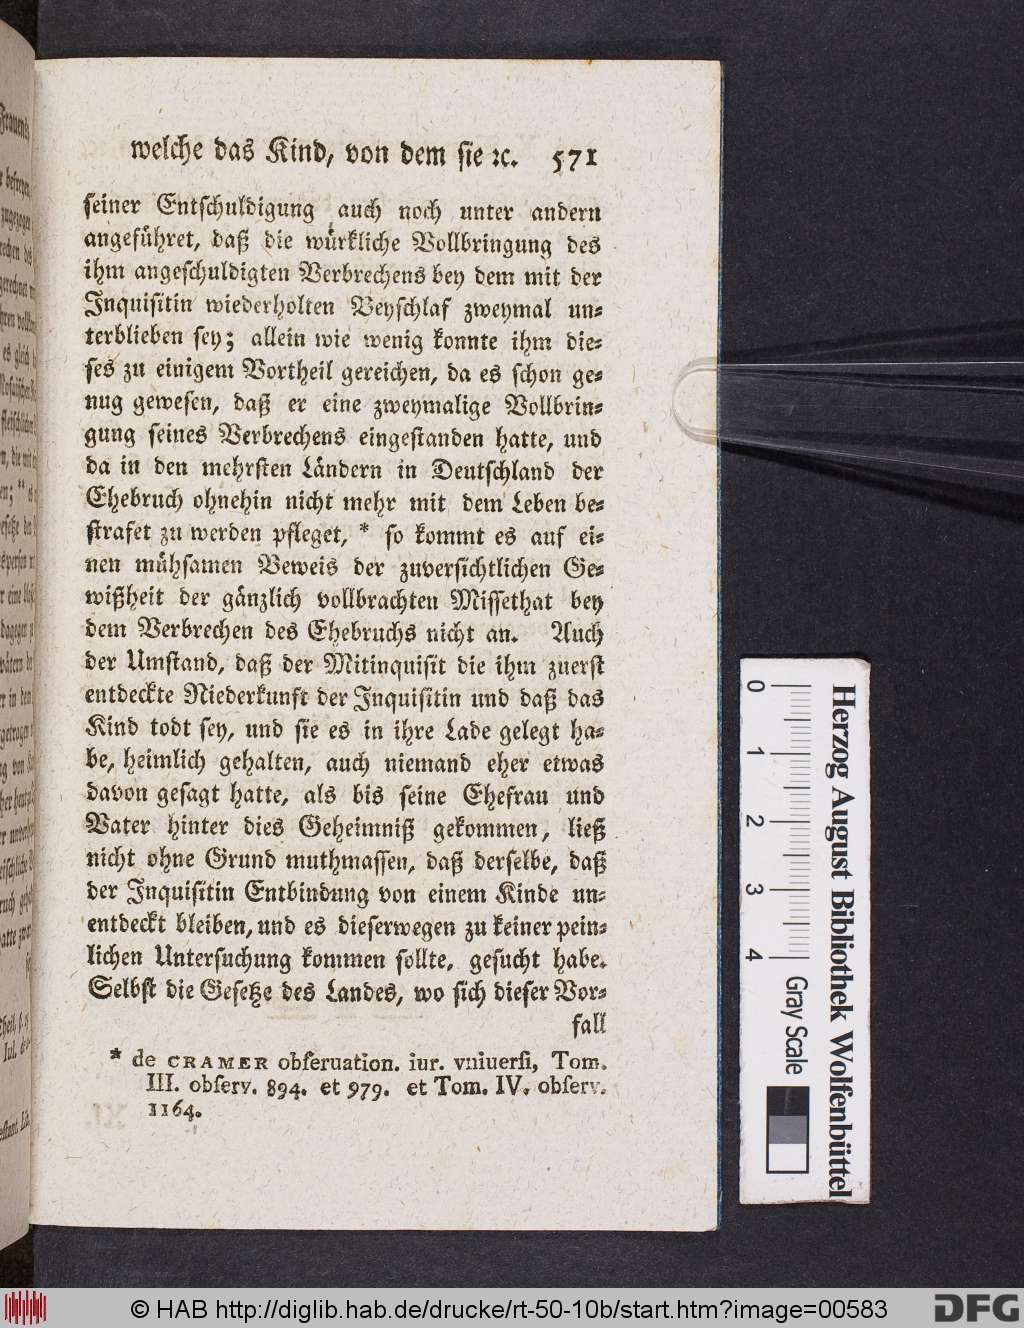 welche das Kind, von dem sie ꝛc. 571
seiner Entschuldigung auch noch unter andern
angeführet, daß die würkliche Vollbringung des
ihm angeschuldigten Verbrechens bey dem mit der
Inquisitin wiederholten Beyschlaf zweymal un-
terblieben sey; allein wie wenig konnte ihm die-
ses zu einigem Vortheil gereichen, da es schon ge-
nug gewesen, daß er eine zweymalige Vollbrin-
gung seines Verbrechens eingestanden hatte, und
da in den mehrsten Ländern in Deutschland der
Ehebruch ohnehin nicht mehr mit dem Leben be-
strafet zu werden pfleget, * so kommt es auf ei-
nen mühsamen Beweis der zuversichtlichen Ge-
wißheit der gänzlich vollbrachten Missethat bey
dem Verbrechen des Ehebruchs nicht an. Auch
der Umstand, daß der Mitinquisit die ihm zuerst
entdeckte Niederkunft der Inquisitin und daß das
Kind todt sey, und sie es in ihre Lade gelegt ha-
be, heimlich gehalten, auch niemand eher etwas
davon gesagt hatte, als bis seine Ehefrau und
Vater hinter dies Geheimniß gekommen, ließ
nicht ohne Grund muthmassen, daß derselbe, daß
der Inquisitin Entbindung von einem Kinde un-
entdeckt bleiben, und es dieserwegen zu keiner pein-
lichen Untersuchung kommen sollte, gesucht habe.
Selbst die Gesetze des Landes, wo sich dieser Vor-
fall
* de CRAMER obseruation. iur. vniuersi, Tom.
III. observ. 894. et 979. et Tom. IV. observ.
1164.
Herzog August Bibliothek Wolfenbüttel
0 1 2 3 4 Gray Scale
© HAB http://diglib.hab.de/drucke/rt-50-10b/start.htm?image=00583
DFG